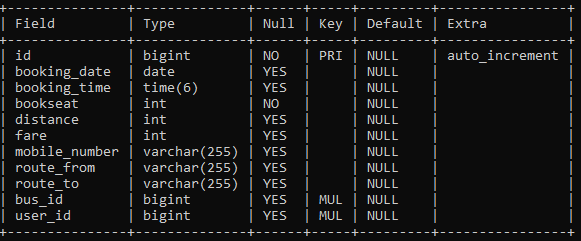 +---------------+--------------+------+-----+---------+----------------+
| Field         | Type         | Null | Key | Default | Extra          |
+---------------+--------------+------+-----+---------+----------------+
| id            | bigint       | NO   | PRI | NULL    | auto_increment |
| booking_date  | date         | YES  |     | NULL    |                |
| booking_time  | time(6)      | YES  |     | NULL    |                |
| bookseat      | int          | NO   |     | NULL    |                |
| distance      | int          | YES  |     | NULL    |                |
| fare          | int          | YES  |     | NULL    |                |
| mobile_number | varchar(255) | YES  |     | NULL    |                |
| route_from    | varchar(255) | YES  |     | NULL    |                |
| route_to      | varchar(255) | YES  |     | NULL    |                |
| bus_id        | bigint       | YES  | MUL | NULL    |                |
| user_id       | bigint       | YES  | MUL | NULL    |                |
+---------------+--------------+------+-----+---------+----------------+